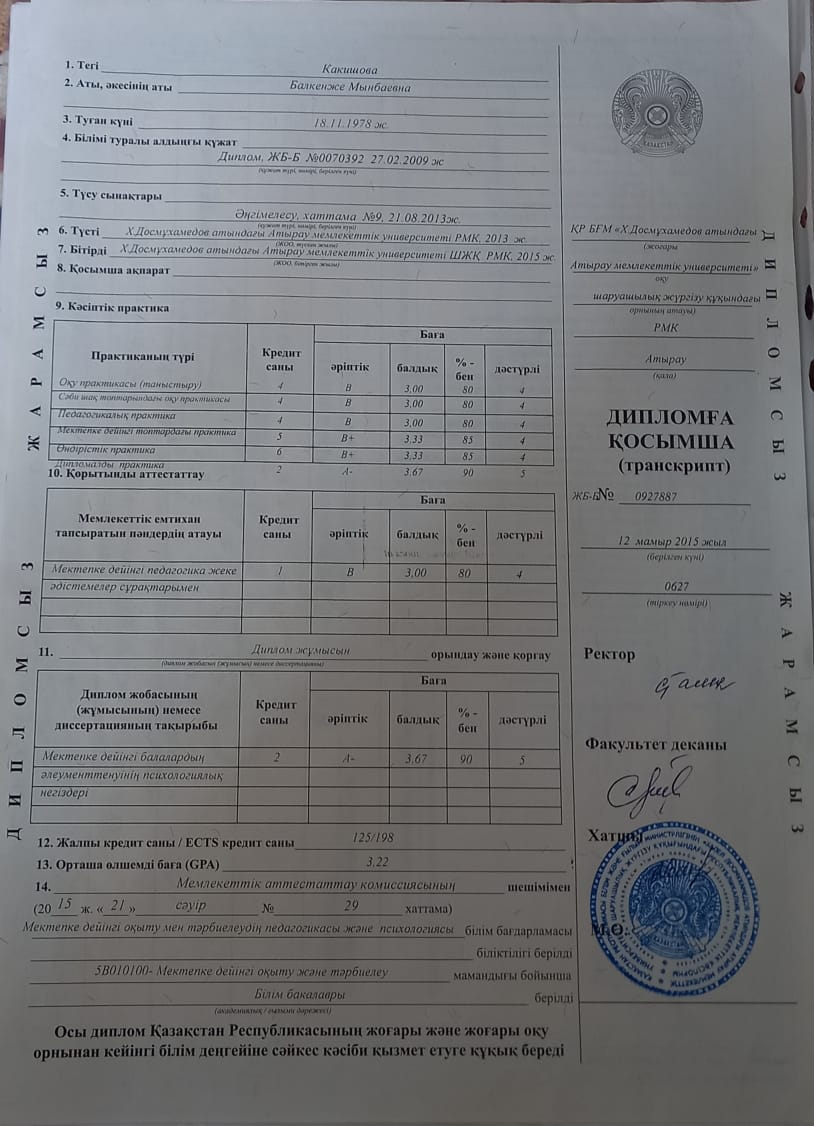 1. Тегі Какишова
2. Аты, әкесінің аты Балкенже Мынбаевна
3. Туған күні 18.11.1978 ж.
4. Білімі туралы алдыңғы құжат
Диплом, ЖБ-Б №0070392 27.02.2009 ж
(құжат түрі, нөмірі, берілген күні)
5. Түсу сынақтары
Әңгімелесу, хаттама №9, 21.08.2013ж.
(құжат түрі, нөмірі, берілген күні)
6. Түсті Х.Досмұхамедов атындағы Атырау мемлекеттік университеті РМК, 2013 ж
(ЖОО, түскен жылы)
7. Бітірді Х.Досмұхамедов атындағы Атырау мемлекеттік университеті ШЖҚ РМК, 2015 ж.
(ЖОО, бітірген жылы)
8. Қосымша ақпарат
9. Кәсіптік практика
Практиканың түрі Кредит саны Баға
әріптік балдық % - бен дәстүрлі
Оқу практикасы (таныстыру) 4 B 3,00 80 4
Сәби шақ топтарындағы оқу практикасы 4 B 3,00 80 4
Педагогикалық практика 4 B 3,00 80 4
Мектепке дейінгі топтардағы практика 5 B+ 3,33 85 4
Өндірістік практика 6 B+ 3,33 85 4
Дипломалды практика 2 A- 3,67 90 5
10. Қорытынды аттестаттау
Мемлекеттік емтихан тапсыратын пәндердің атауы Кредит саны Баға
әріптік балдық % - бен дәстүрлі
Мектепке дейінгі педагогика жеке 1 B 3,00 80 4
әдістемелер сұрақтарымен
11. Диплом жұмысын орындау және қорғау
(диплом жобасын (жұмысын) немесе диссертацияны)
Диплом жобасының (жұмысының) немесе диссертацияның тақырыбы Кредит саны Баға
әріптік балдық % - бен дәстүрлі
Мектепке дейінгі балалардың 2 A- 3,67 90 5
әлеументтенуінің психологиялық
негіздері
12. Жалпы кредит саны / ECTS кредит саны 125/198
13. Орташа өлшемді баға (GPA) 3,22
14. Мемлекеттік аттестаттау комиссиясының шешімімен
(20 15 ж. « 21 » сәуір № 29 хаттама)
Мектепке дейінгі оқыту мен тәрбиелеудің педагогикасы және психологиясы білім бағдарламасы
біліктілігі берілді
5В010100- Мектепке дейінгі оқыту және тәрбиелеу мамандығы бойынша
Білім бакалавры берілді
(академиялық / ғылыми дәрежесі)
Осы диплом Қазақстан Республикасының жоғары және жоғары оқу
орнынан кейінгі білім деңгейіне сәйкес кәсіби қызмет етуге құқық береді
ДИПЛОМСЫЗ ЖАРАМСЫЗ
ҚАЗАҚСТАН
ҚР БҒМ «Х.Досмұхамедов атындағы
(жоғары
Атырау мемлекеттік университеті»
оқу
шаруашылық жүргізу құқындағы
орнының атауы)
РМК
Атырау
(қала)
ДИПЛОМҒА
ҚОСЫМША
(транскрипт)
ЖБ-Б № 0927887
12 мамыр 2015 жыл
(берілген күні)
0627
(тіркеу нөмірі)
Ректор
Факультет деканы
Хатшы
М.О.
ДИПЛОМСЫЗ ЖАРАМСЫЗ